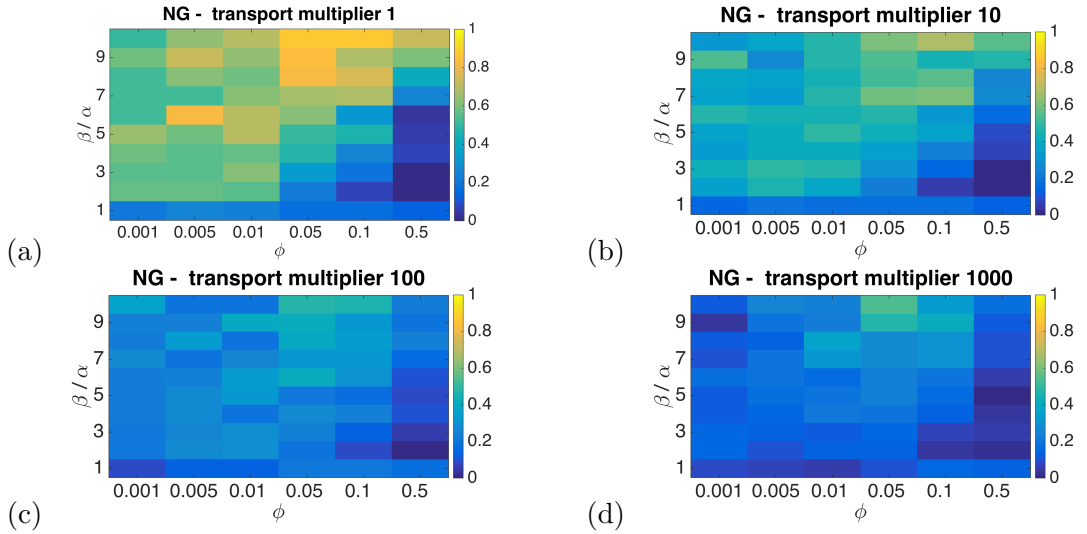 NG - transport multiplier 1
β / α
9
7
5
3
1
0.001 0.005 0.01 0.05 0.1 0.5
ϕ
1
0.8
0.6
0.4
0.2
0
(a)
NG - transport multiplier 10
β / α
9
7
5
3
1
0.001 0.005 0.01 0.05 0.1 0.5
ϕ
1
0.8
0.6
0.4
0.2
0
(b)
NG - transport multiplier 100
β / α
9
7
5
3
1
0.001 0.005 0.01 0.05 0.1 0.5
ϕ
1
0.8
0.6
0.4
0.2
0
(c)
NG - transport multiplier 1000
β / α
9
7
5
3
1
0.001 0.005 0.01 0.05 0.1 0.5
ϕ
1
0.8
0.6
0.4
0.2
0
(d)